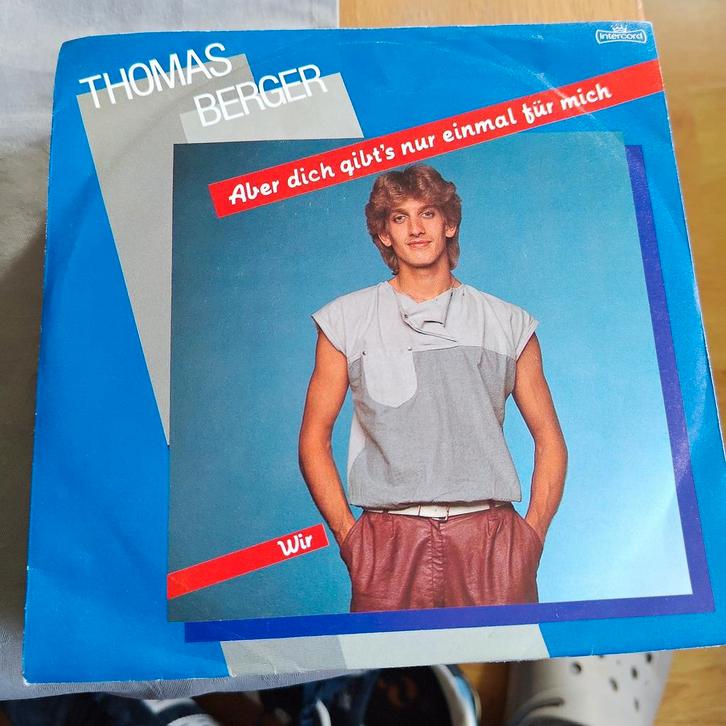 THOMAS
BERGER
intercord
Aber dich gibt's nur einmal für mich
Wir